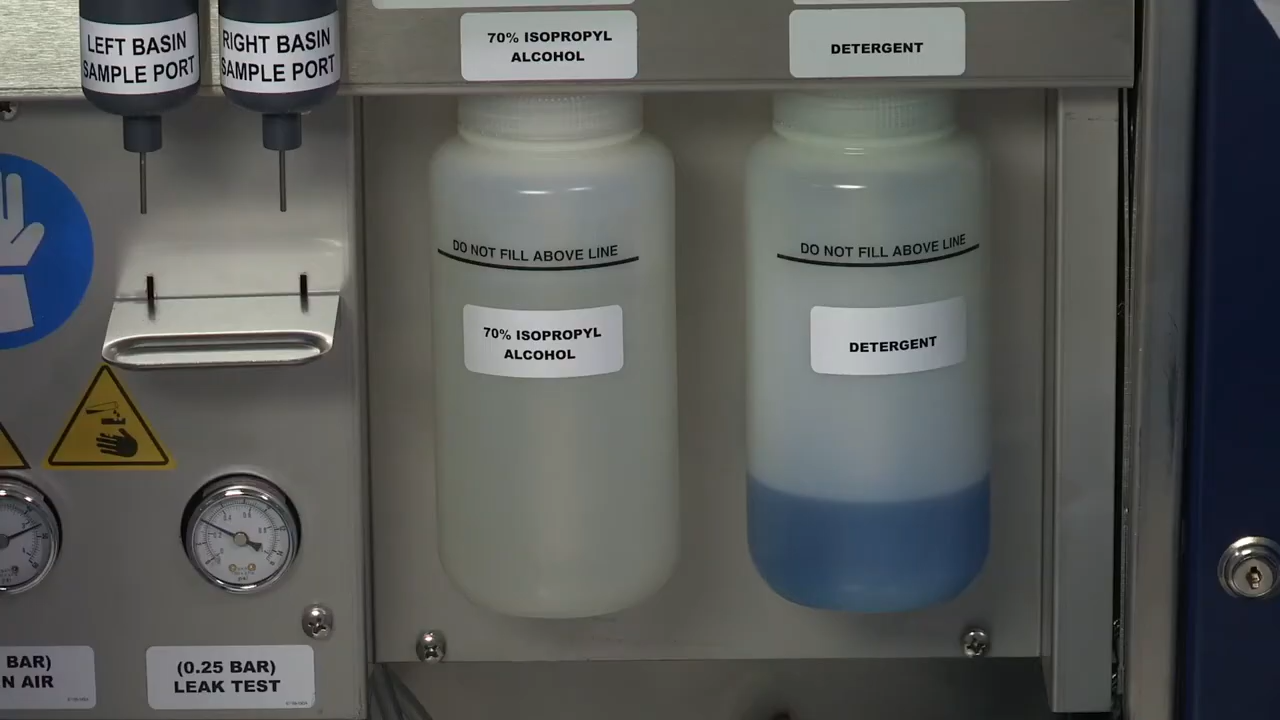 LEFT BASIN
SAMPLE PORT
RIGHT BASIN
SAMPLE PORT
70% ISOPROPYL
ALCOHOL
DETERGENT
DO NOT FILL ABOVE LINE
DO NOT FILL ABOVE LINE
70% ISOPROPYL
ALCOHOL
DETERGENT
BAR)
N AIR
(0.25 BAR)
LEAK TEST